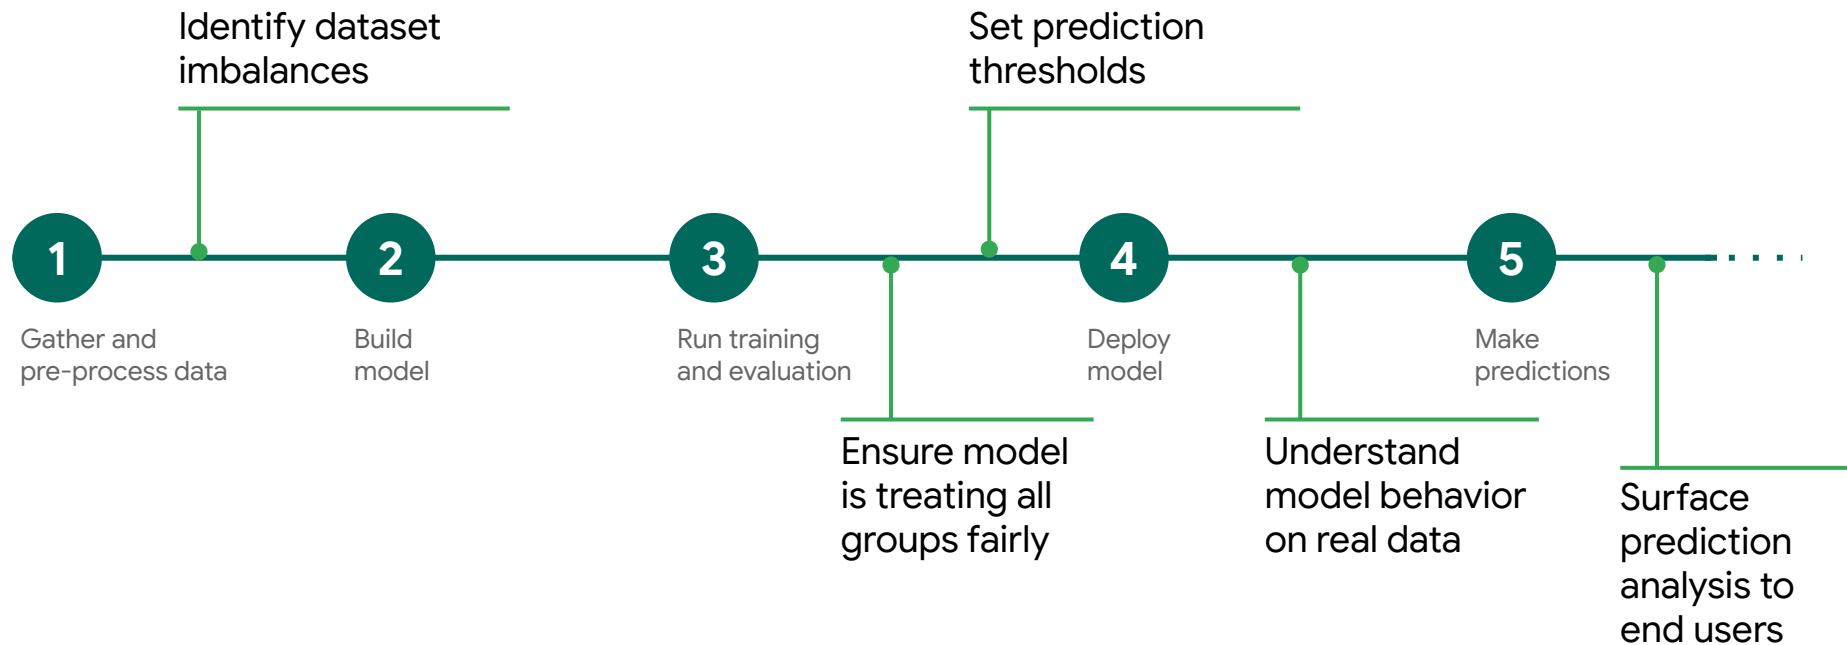 Identify dataset
imbalances
Set prediction
thresholds
1
2
3
4
5
Gather and
pre-process data
Build
model
Run training
and evaluation
Deploy
model
Make
predictions
Ensure model
is treating all
groups fairly
Understand
model behavior
on real data
Surface
prediction
analysis to
end users